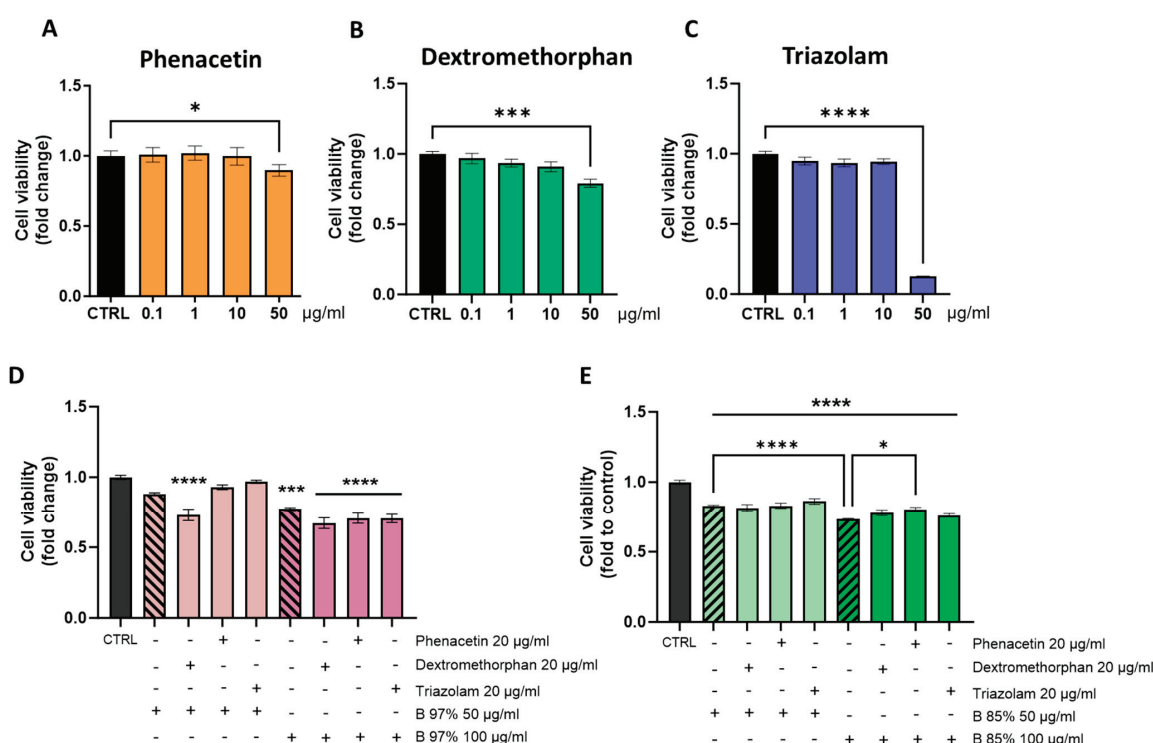 A
B
C
Phenacetin
Dextromethorphan
Triazolam
Cell viability
(fold change)
1.5
1.0
0.5
0.0
*
CTRL 0.1 1 10 50 µg/ml
Cell viability
(fold change)
1.5
1.0
0.5
0.0
***
CTRL 0.1 1 10 50 µg/ml
Cell viability
(fold change)
1.5
1.0
0.5
0.0
****
CTRL 0.1 1 10 50 µg/ml
D
Cell viability
(fold change)
1.5
1.0
0.5
0.0
**** *** ****
CTRL - - + - - - + - Phenacetin 20 µg/ml
- + - - - + - - Dextromethorphan 20 µg/ml
- - - + - - - + Triazolam 20 µg/ml
+ + + + - - - - B 97% 50 µg/ml
- - - - + + + + B 97% 100 µg/ml
E
Cell viability
(fold to control)
1.5
1.0
0.5
0.0
****
**** *
CTRL - - + - - - + - Phenacetin 20 µg/ml
- + - - - + - - Dextromethorphan 20 µg/ml
- - - + - - - + Triazolam 20 µg/ml
+ + + + - - - - B 85% 50 µg/ml
- - - - + + + + B 85% 100 µg/ml